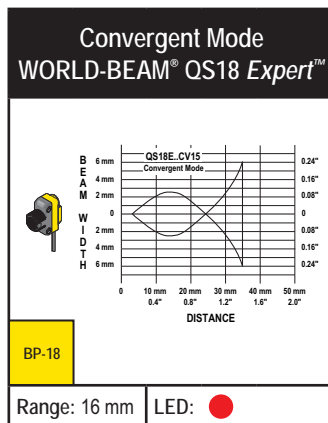 Convergent Mode
WORLD-BEAM® QS18 Expert™
BEAM WIDTH
QS18E..CV15
Convergent Mode
6 mm 0.24"
4 mm 0.16"
2 mm 0.08"
0 0
2 mm 0.08"
4 mm 0.16"
6 mm 0.24"
0 10 mm 20 mm 30 mm 40 mm 50 mm
0.4" 0.8" 1.2" 1.6" 2.0"
DISTANCE
BP-18
Range: 16 mm LED: